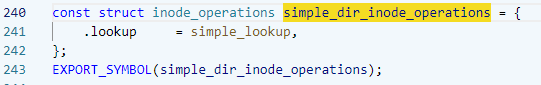 240 const struct inode_operations simple_dir_inode_operations = {
241     .lookup     = simple_lookup,
242 };
243 EXPORT_SYMBOL(simple_dir_inode_operations);